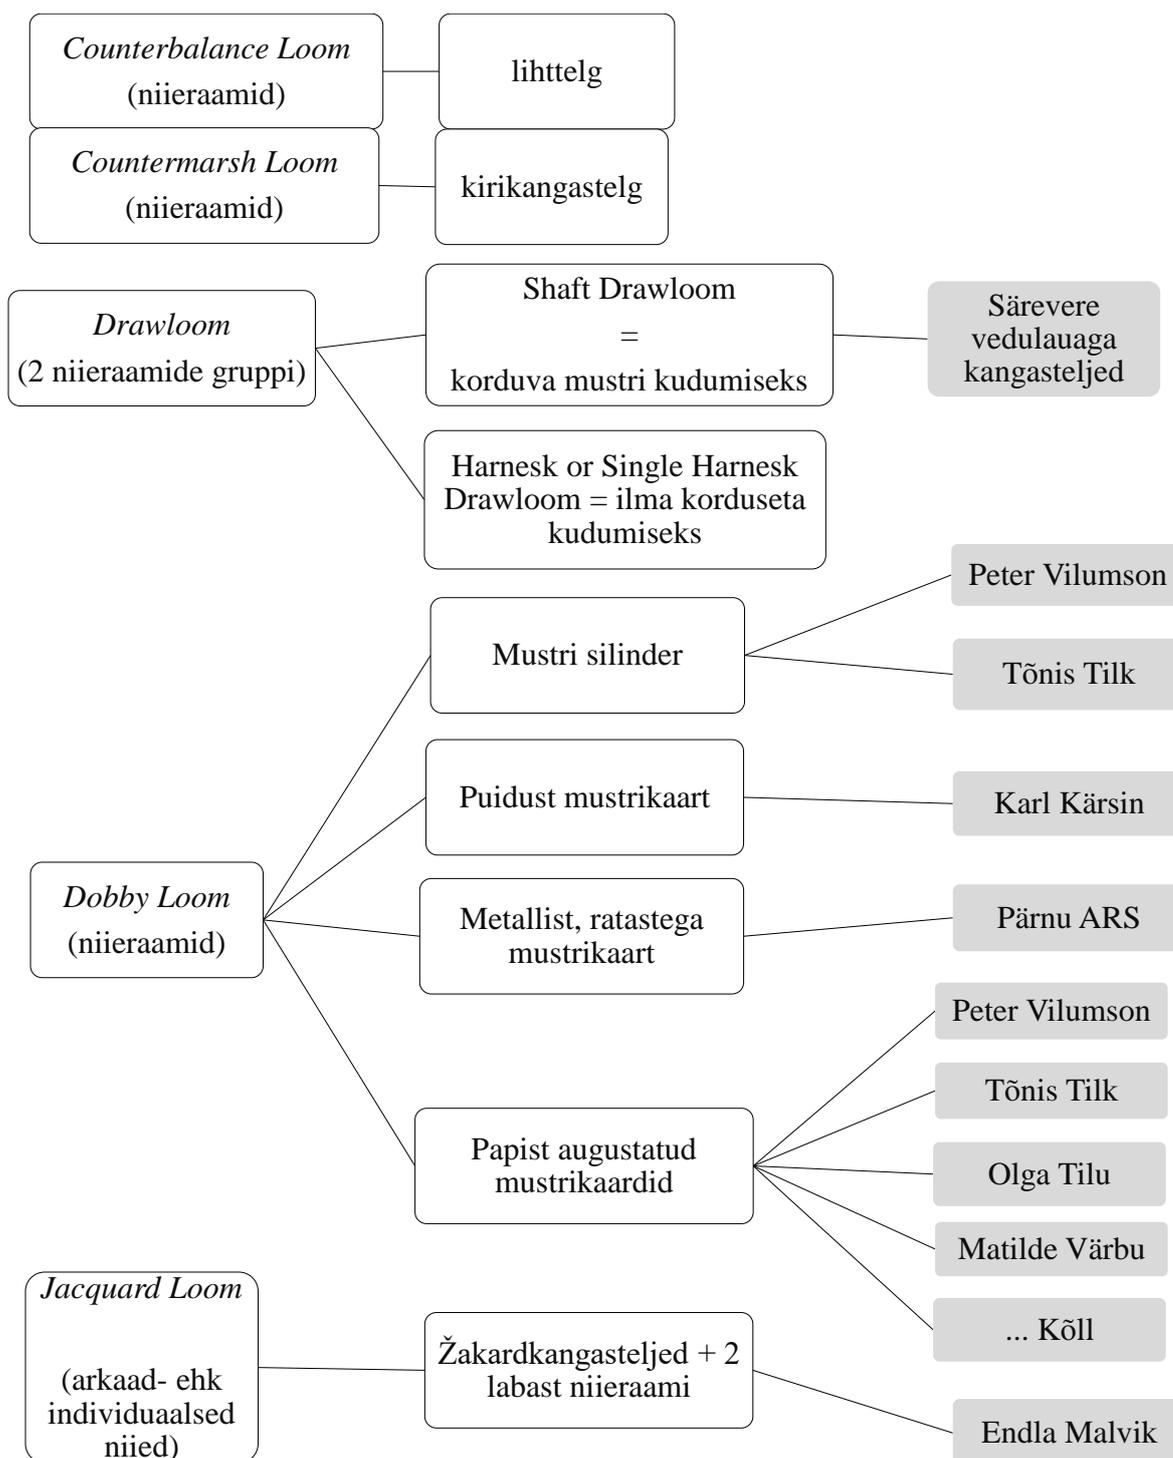 Counterbalance Loom
(niieraamid)
lihttelg
Countermarsh Loom
(niieraamid)
kirikangastelg
Drawloom
(2 niieraamide gruppi)
Shaft Drawloom
=
korduva mustri kudumiseks
Särevere
vedulauaga
kangasteljed
Harnesk or Single Harnesk
Drawloom = ilma korduseta
kudumiseks
Dobby Loom
(niieraamid)
Mustri silinder
Peter Vilumson
Tõnis Tilk
Puidust mustrikaart
Karl Kärsin
Metallist, ratastega
mustrikaart
Pärnu ARS
Papist augustatud
mustrikaardid
Peter Vilumson
Tõnis Tilk
Olga Tilu
Matilde Värbu
... Kõll
Jacquard Loom
(arkaad- ehk
individuaalsed
niied)
Žakardkangasteljed + 2
labast niieraami
Endla Malvik